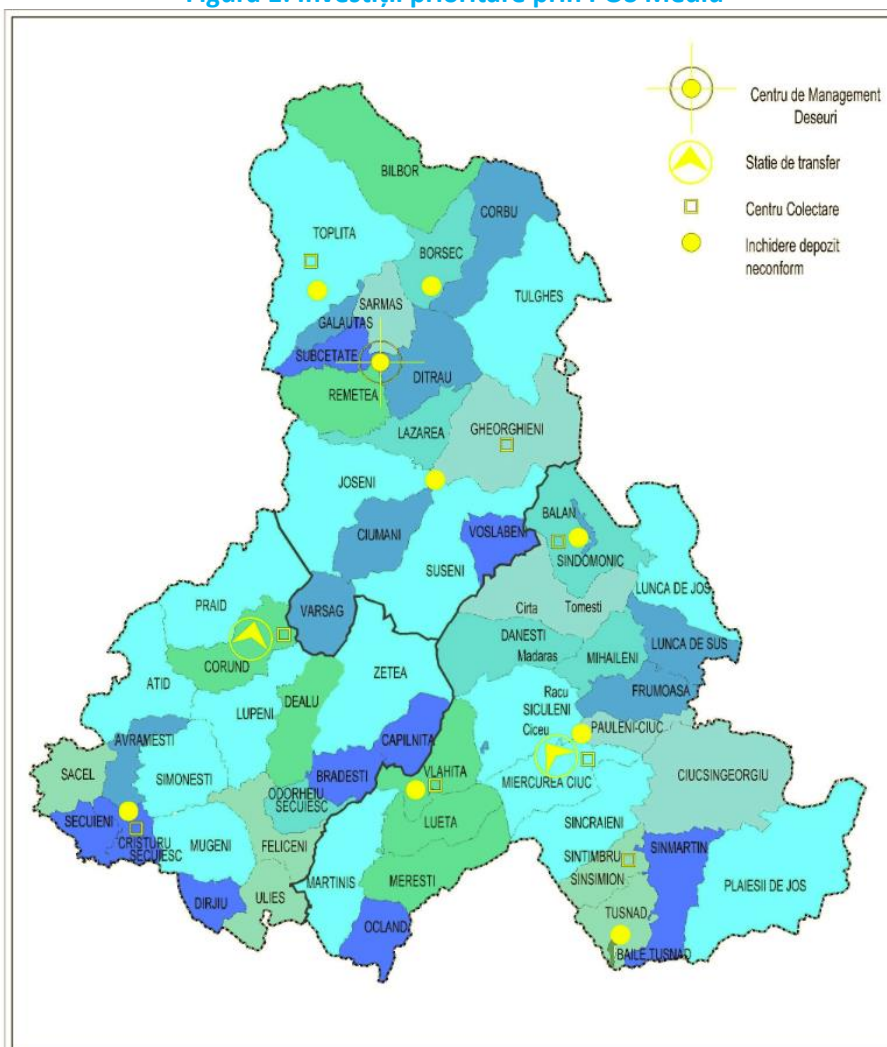 Centru de Management
Deseuri
Statie de transfer
Centru Colectare
Inchidere depozit
neconform
BILBOR
CORBU
TOPLITA
BORSEC
TULGHES
SARMAS
GALAUTAS
SUBCETATE
DITRAU
REMETEA
LAZAREA
GHEORGHIENI
JOSENI
BALAN
CIUMANI
VOSLABENI
SINDOMONIC
SUSENI
LUNCA DE JOS
PRAID
VARSAG
Cirta
Tomesti
DANESTI
Madaras
MIHAILENI
LUNCA DE SUS
CORUND
ZETEA
ATID
DEALU
LUPENI
Racu
SICULENI
FRUMOASA
Ciceu
PAULENI-CIUC
AVRAMESTI
CAPILNITA
SACEL
SIMONESTI
BRADESTI
VLAHITA
MIERCUREA CIUC
CIUCSINGEORGIU
ODORHEIU
SECUIESC
SECUIENI
CRISTURU
SECUIESC
MUGENI
FELICENI
LUETA
SINCRAIENI
SINTIMBRU
SINMARTIN
SINSIMION
MARTINIS
MERESTI
PLAIESII DE JOS
DIRJIU
ULIES
OCLAND
TUSNAD
BAILE TUSNAD